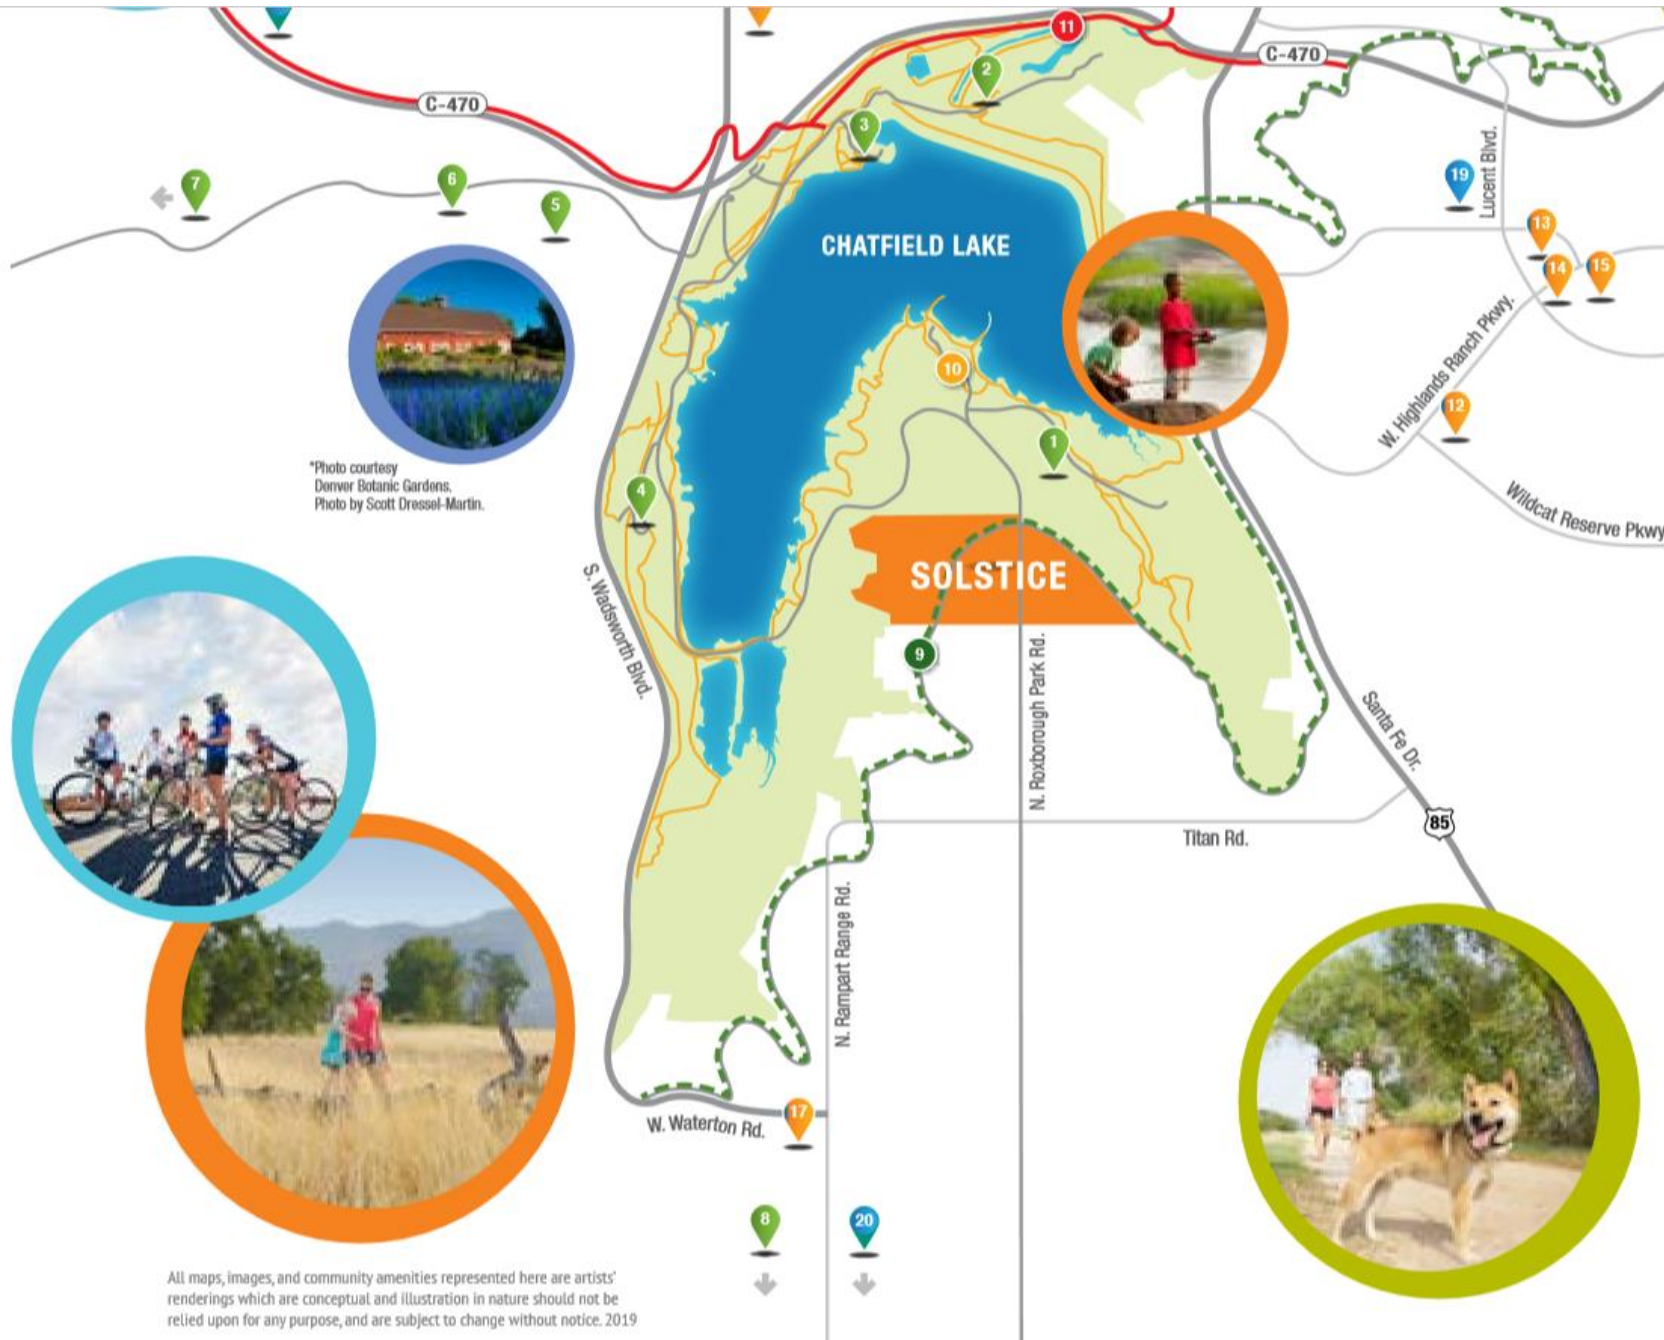 11
C-470
C-470
2
3
7
6
5
19
Lucent Blvd.
13
14
15
CHATFIELD LAKE
10
W. Highlands Ranch Pkwy.
12
1
4
*Photo courtesy
Denver Botanic Gardens.
Photo by Scott Dressel-Martin.
Wildcat Reserve Pkwy
SOLSTICE
S. Wadsworth Blvd.
9
N. Roxborough Park Rd.
Santa Fe Dr.
85
Titan Rd.
N. Rampart Range Rd.
17
W. Waterton Rd.
8
20
All maps, images, and community amenities represented here are artists'
renderings which are conceptual and illustration in nature should not be
relied upon for any purpose, and are subject to change without notice. 2019